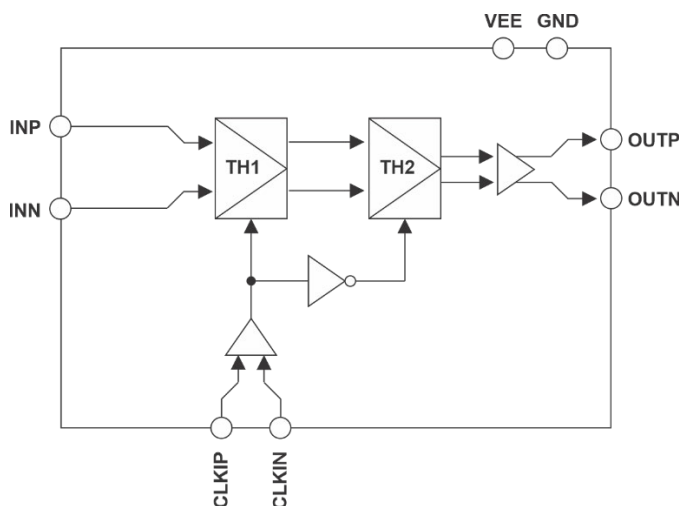 VEE GND
INP
TH1
TH2
OUTP
INN
OUTN
CLKIP
CLKIN